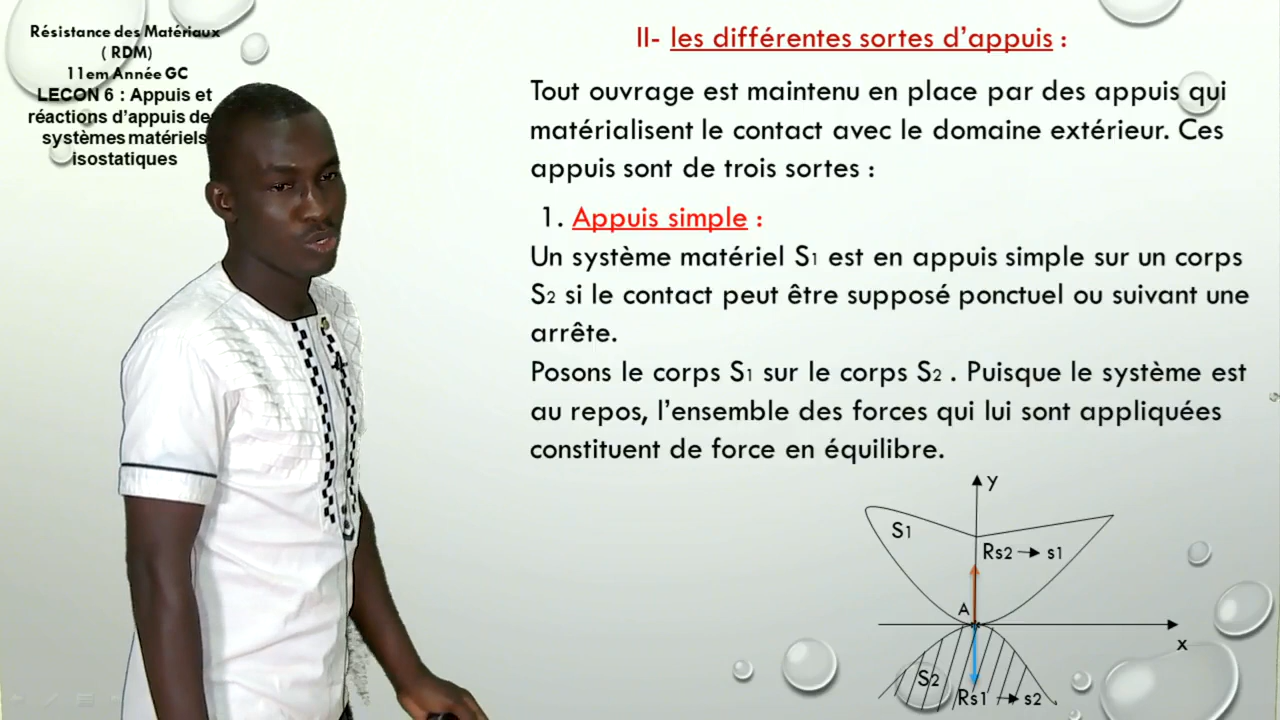 Résistance des Matériaux
( RDM)
11em Année GC
LECON 6 : Appuis et
réactions d'appuis de
systèmes matériels
isostatiques
II- les différentes sortes d'appuis :
Tout ouvrage est maintenu en place par des appuis qui
matérialisent le contact avec le domaine extérieur. Ces
appuis sont de trois sortes :
1. Appuis simple :
Un système matériel S1 est en appuis simple sur un corps
S2 si le contact peut être supposé ponctuel ou suivant une
arrête.
Posons le corps S1 sur le corps S2 . Puisque le système est
au repos, l'ensemble des forces qui lui sont appliquées
constituent de force en équilibre.
y
S1
Rs2 → s1
A
x
S2
Rs1 → s2